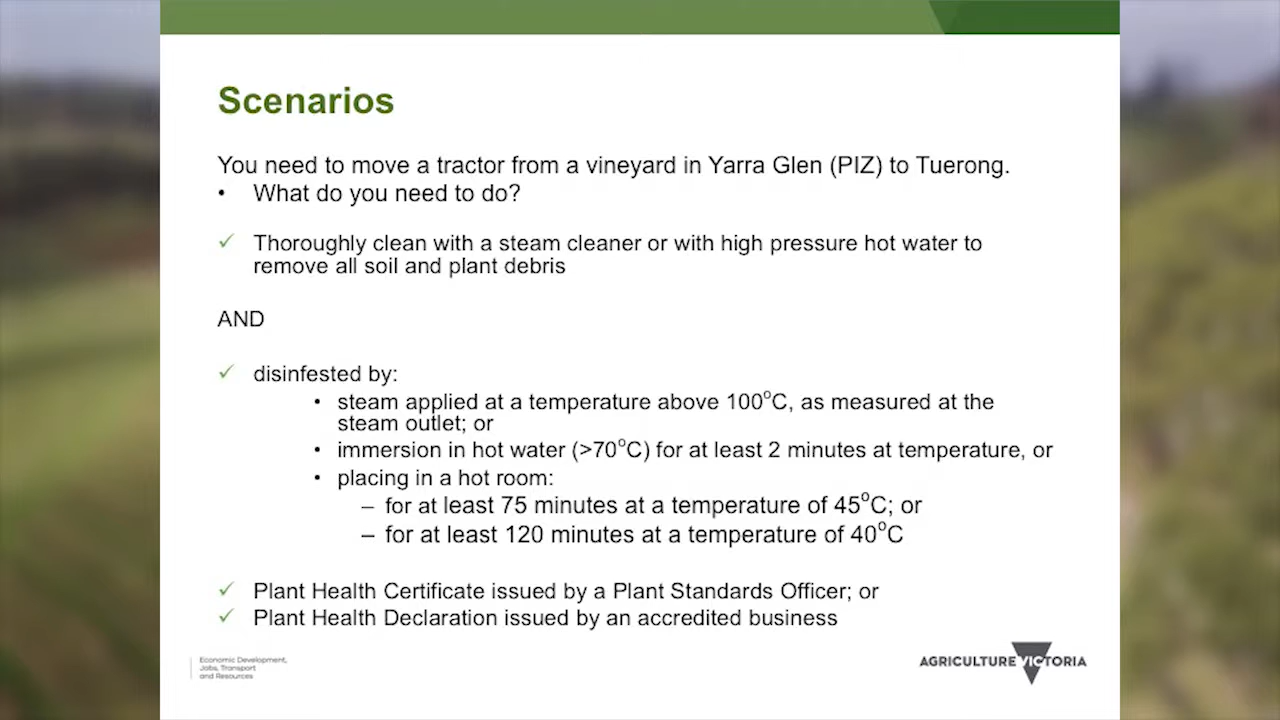 Scenarios
You need to move a tractor from a vineyard in Yarra Glen (PIZ) to Tuerong.
• What do you need to do?
✓ Thoroughly clean with a steam cleaner or with high pressure hot water to
remove all soil and plant debris
AND
✓ disinfested by:
• steam applied at a temperature above 100°C, as measured at the
steam outlet; or
• immersion in hot water (>70°C) for at least 2 minutes at temperature, or
• placing in a hot room:
– for at least 75 minutes at a temperature of 45°C; or
– for at least 120 minutes at a temperature of 40°C
✓ Plant Health Certificate issued by a Plant Standards Officer; or
✓ Plant Health Declaration issued by an accredited business
Economic Development,
Jobs, Transport
and Resources
AGRICULTURE VICTORIA